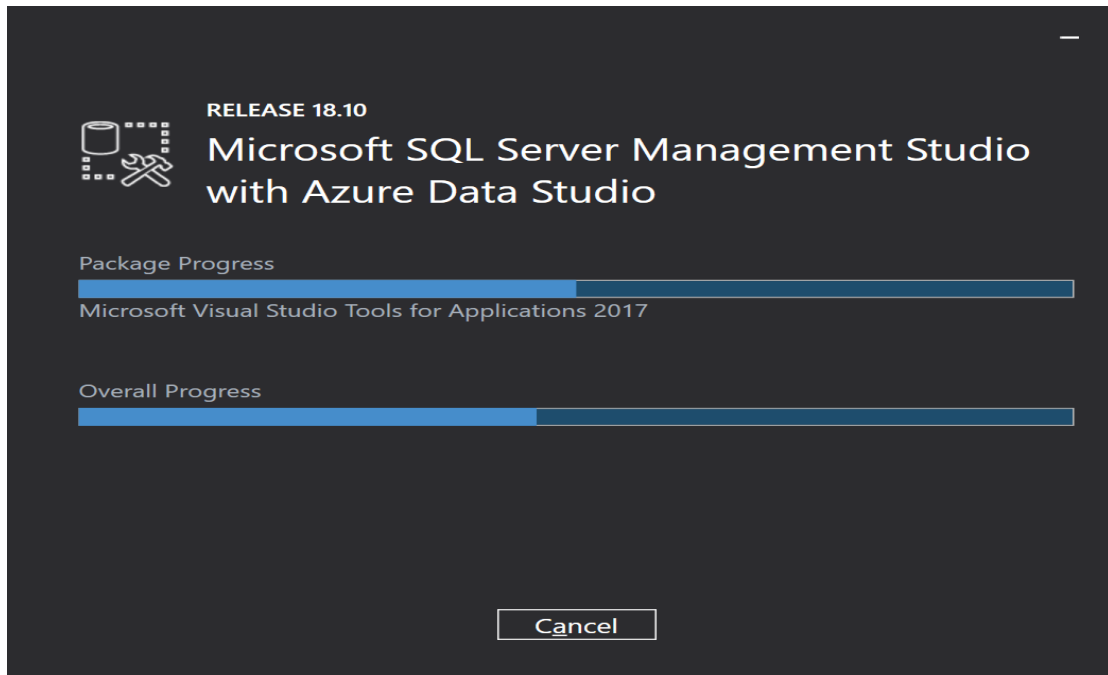 RELEASE 18.10
Microsoft SQL Server Management Studio
with Azure Data Studio
Package Progress
Microsoft Visual Studio Tools for Applications 2017
Overall Progress
Cancel